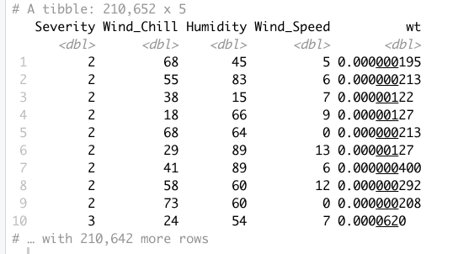 # A tibble: 210,652 x 5
Severity Wind_Chill Humidity Wind_Speed wt
<dbl> <dbl> <dbl> <dbl> <dbl>
1 2 68 45 5 0.000000195
2 2 55 83 6 0.000000213
3 2 38 15 7 0.00000122
4 2 18 66 9 0.00000127
5 2 68 64 0 0.000000213
6 2 29 89 13 0.00000127
7 2 41 89 6 0.000000400
8 2 58 60 12 0.000000292
9 2 73 60 0 0.000000208
10 3 24 54 7 0.0000620
# … with 210,642 more rows